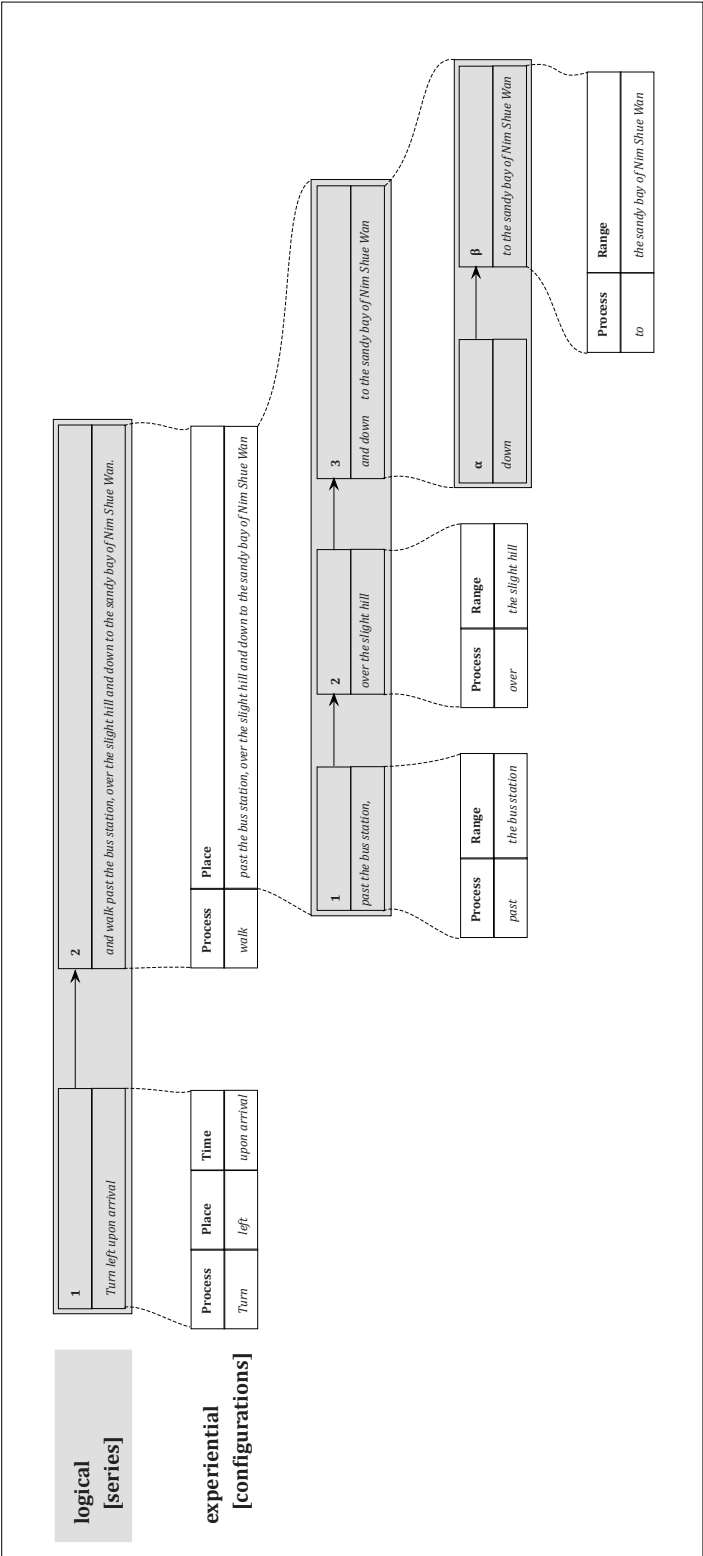 logical
[series]
1
2
Turn left upon arrival
and walk past the bus station, over the slight hill and down to the sandy bay of Nim Shue Wan.
experiential
[configurations]
Process
Place
Time
Turn
left
upon arrival
Process
Place
walk
past the bus station, over the slight hill and down to the sandy bay of Nim Shue Wan
1
2
3
past the bus station,
over the slight hill
and down to the sandy bay of Nim Shue Wan
Process
Range
past
the bus station
Process
Range
over
the slight hill
α
β
down
to the sandy bay of Nim Shue Wan
Process
Range
to
the sandy bay of Nim Shue Wan